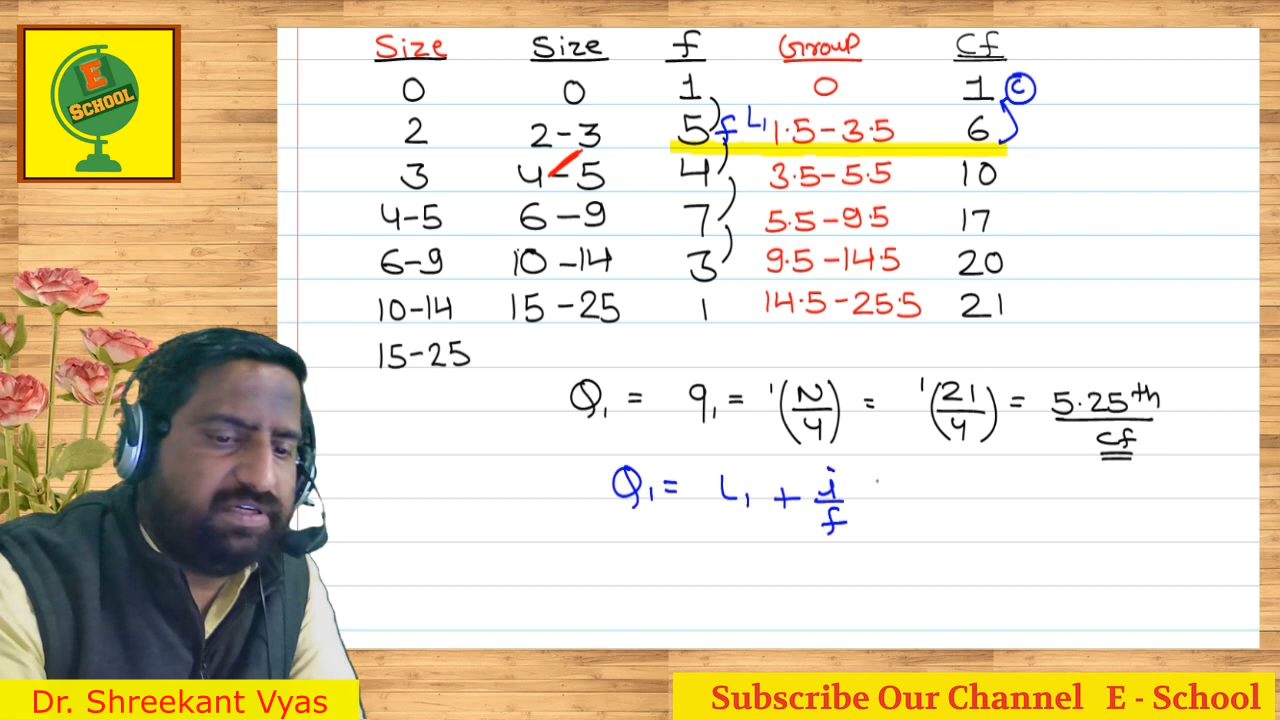 E
SCHOOL
Size Size f Group Cf
0 0 1 0 1 C
2 2-3 5 f L1 1.5-3.5 6
3 4-5 4 3.5-5.5 10
4-5 6-9 7 5.5-9.5 17
6-9 10-14 3 9.5-14.5 20
10-14 15-25 1 14.5-25.5 21
15-25
Q1 = q1 = 1(N/4) = 1(21/4) = 5.25th
cf
Q1 = L1 + i/f
Dr. Shreekant Vyas
Subscribe Our Channel E - School